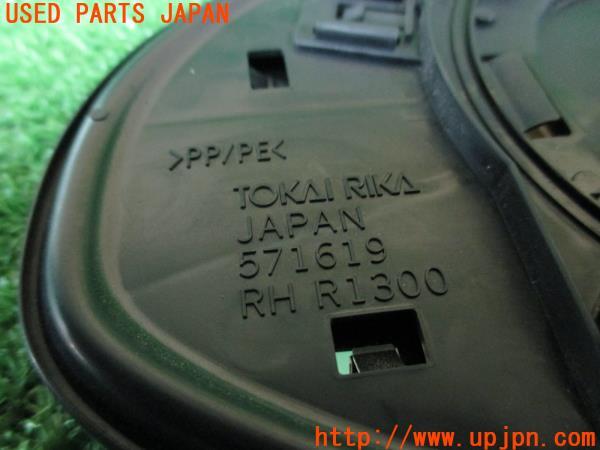 USED PARTS JAPAN
>PP/PE<
TOKAI RIKA
JAPAN
571619
RH R1300
http://www.upjpn.com